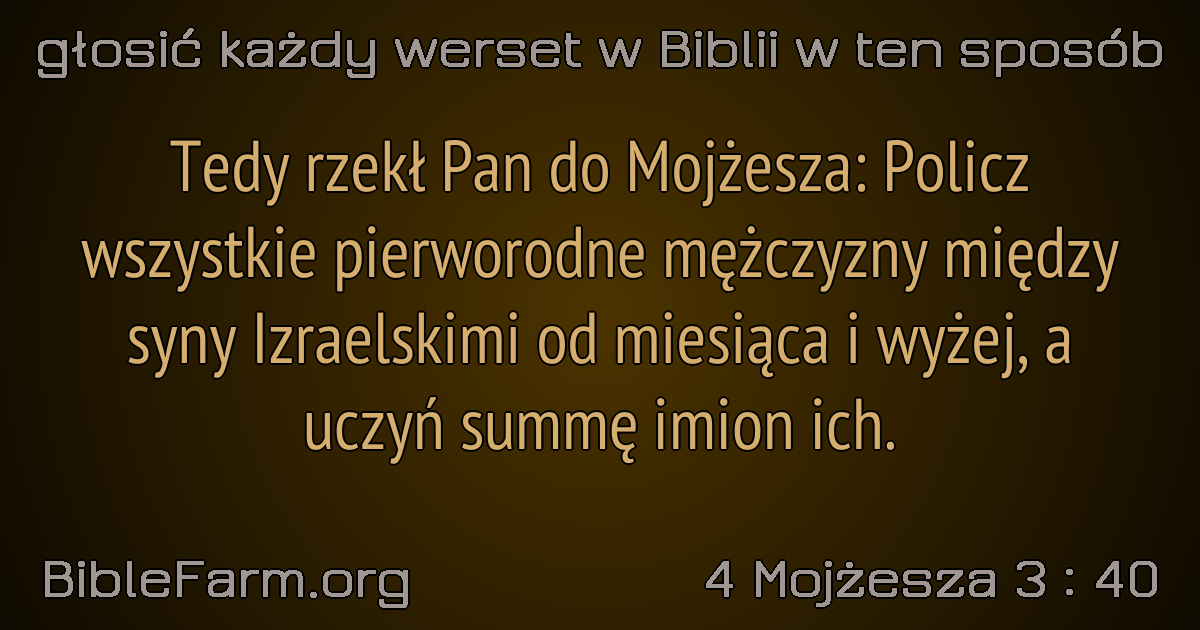 głosić każdy werset w Biblii w ten sposób
Tedy rzekł Pan do Mojżesza: Policz
wszystkie pierworodne mężczyzny między
syny Izraelskimi od miesiąca i wyżej, a
uczyń summę imion ich.
BibleFarm.org
4 Mojżesza 3 : 40